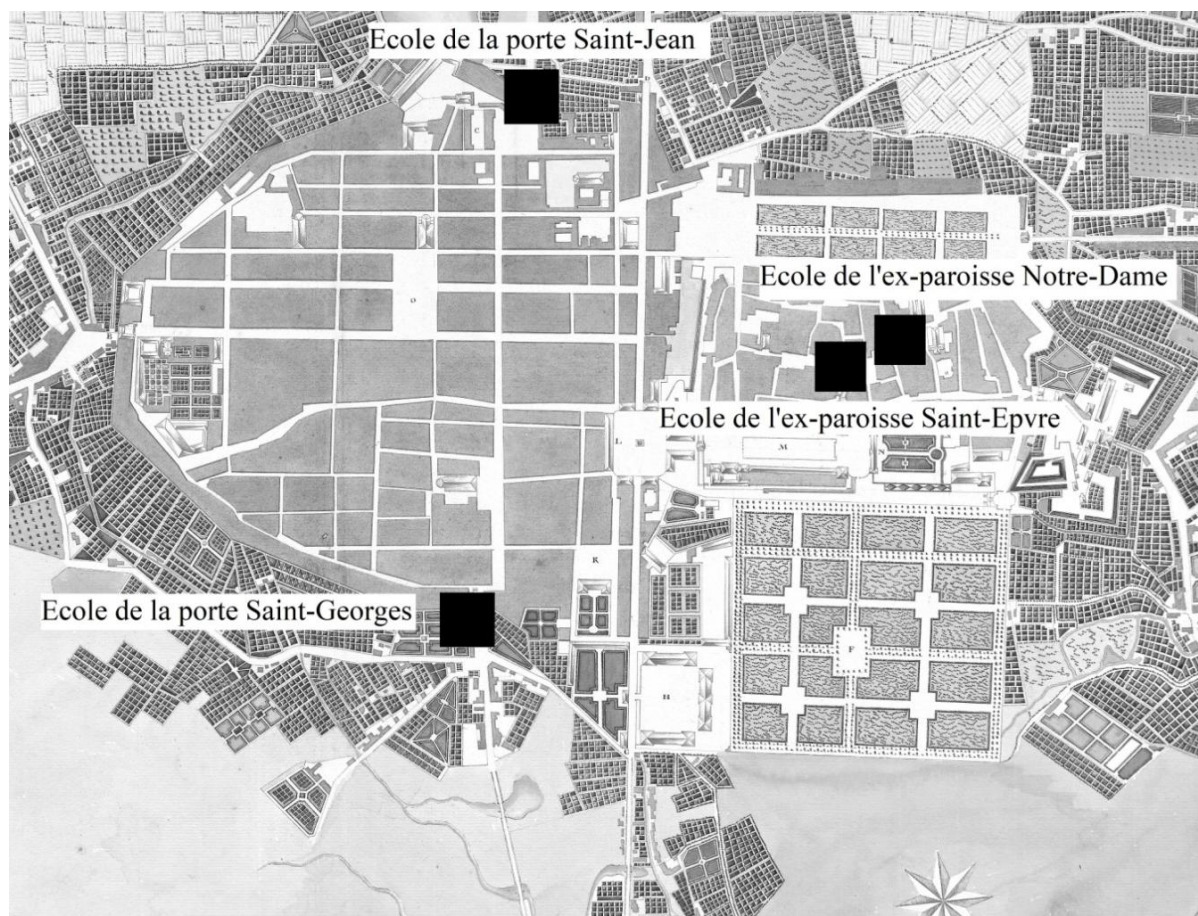 Ecole de la porte Saint-Jean
C
Ecole de l'ex-paroisse Notre-Dame
O
Ecole de l'ex-paroisse Saint-Epvre
L
E
M
N
K
Ecole de la porte Saint-Georges
F
H